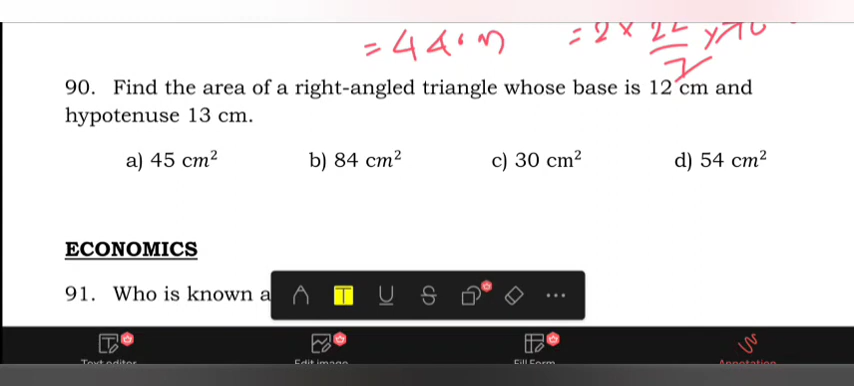 = 44 cm = 2 × 22
7
90. Find the area of a right-angled triangle whose base is 12 cm and
hypotenuse 13 cm.
a) 45 cm² b) 84 cm² c) 30 cm² d) 54 cm²
ECONOMICS
91. Who is known a
T U S
Text editor Edit image Fill Form Annotation